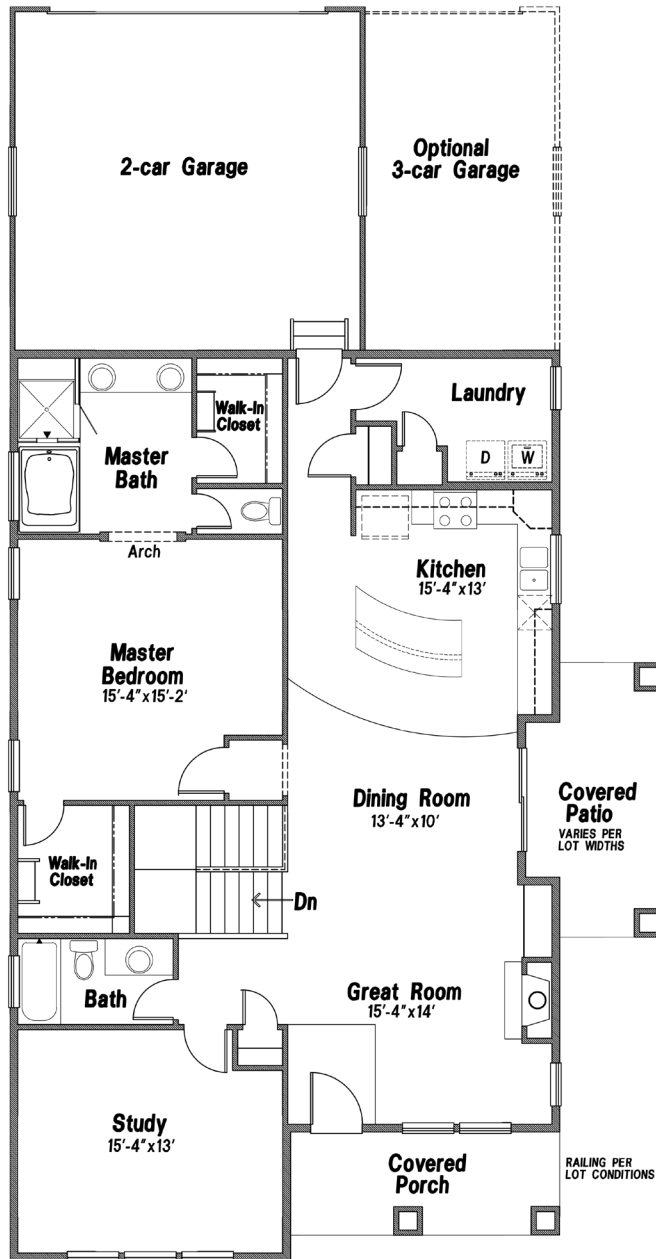 2-car Garage
Optional
3-car Garage
Walk-In
Closet
Laundry
Master
Bath
D
W
Arch
Kitchen
15'-4"x13'
Master
Bedroom
15'-4"x15'-2'
Dining Room
13'-4"x10'
Covered
Patio
VARIES PER
LOT WIDTHS
Walk-In
Closet
Dn
Bath
Great Room
15'-4"x14'
Study
15'-4"x13'
Covered
Porch
RAILING PER
LOT CONDITIONS